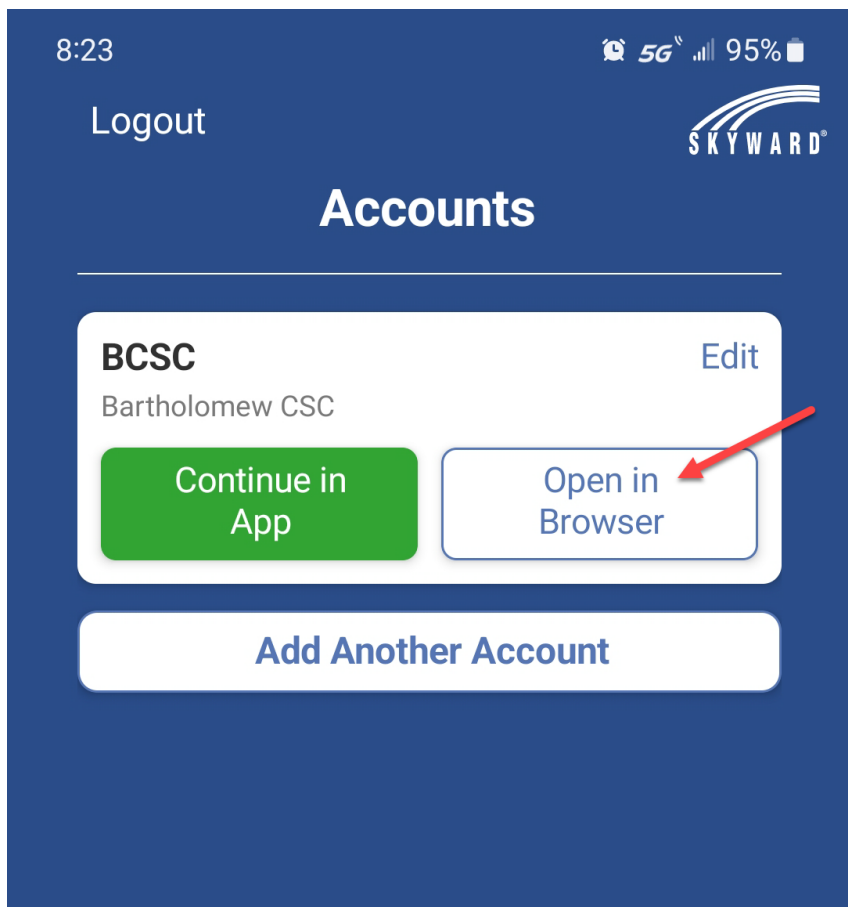 8:23 5G 95%
Logout
SKYWARD®
Accounts
BCSC
Edit
Bartholomew CSC
Continue in
App
Open in
Browser
Add Another Account